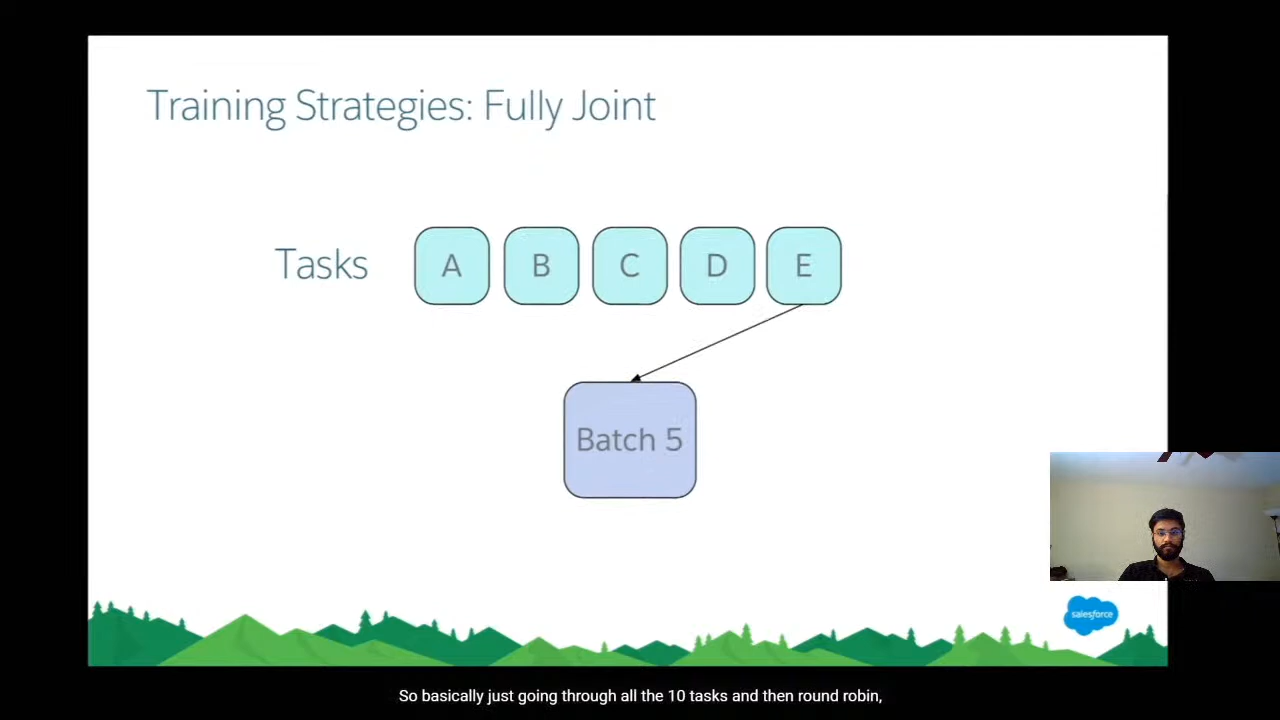 Training Strategies: Fully Joint
Tasks A B C D E
Batch 5
salesforce
So basically just going through all the 10 tasks and then round robin,